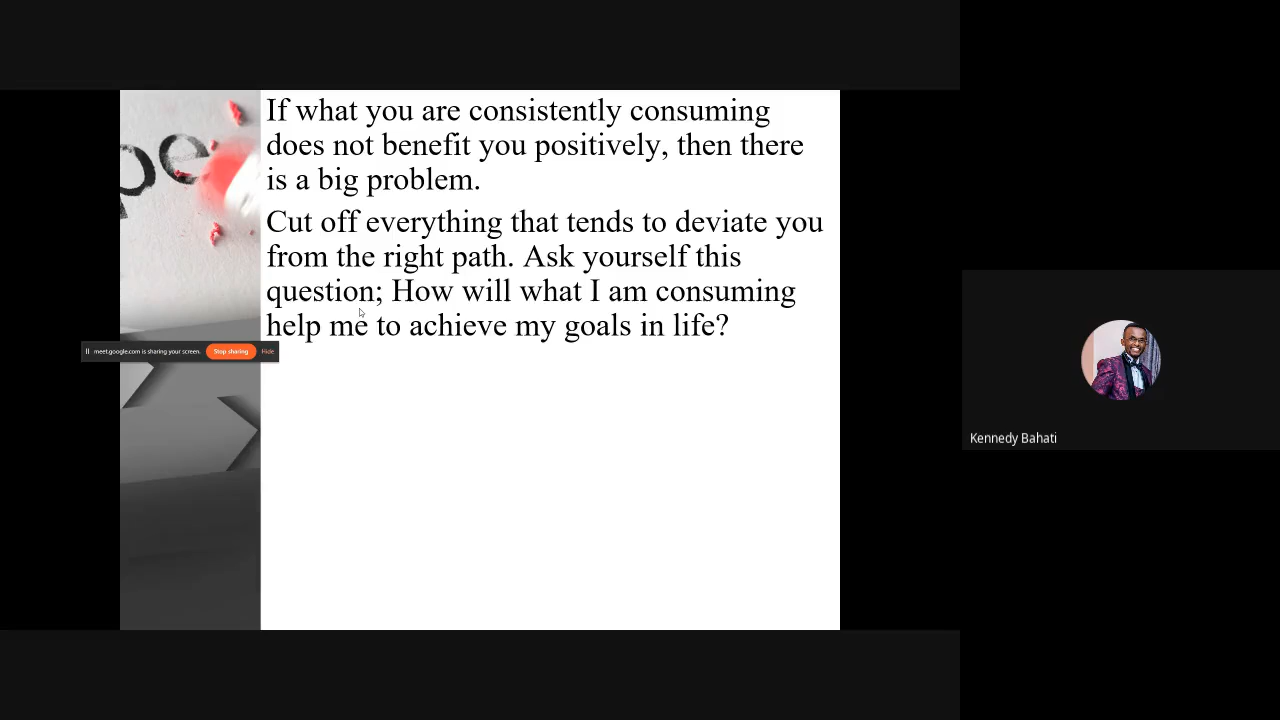 If what you are consistently consuming
does not benefit you positively, then there
is a big problem.
Cut off everything that tends to deviate you
from the right path. Ask yourself this
question; How will what I am consuming
help me to achieve my goals in life?
pe
meet.google.com is sharing your screen. Stop sharing Hide
Kennedy Bahati